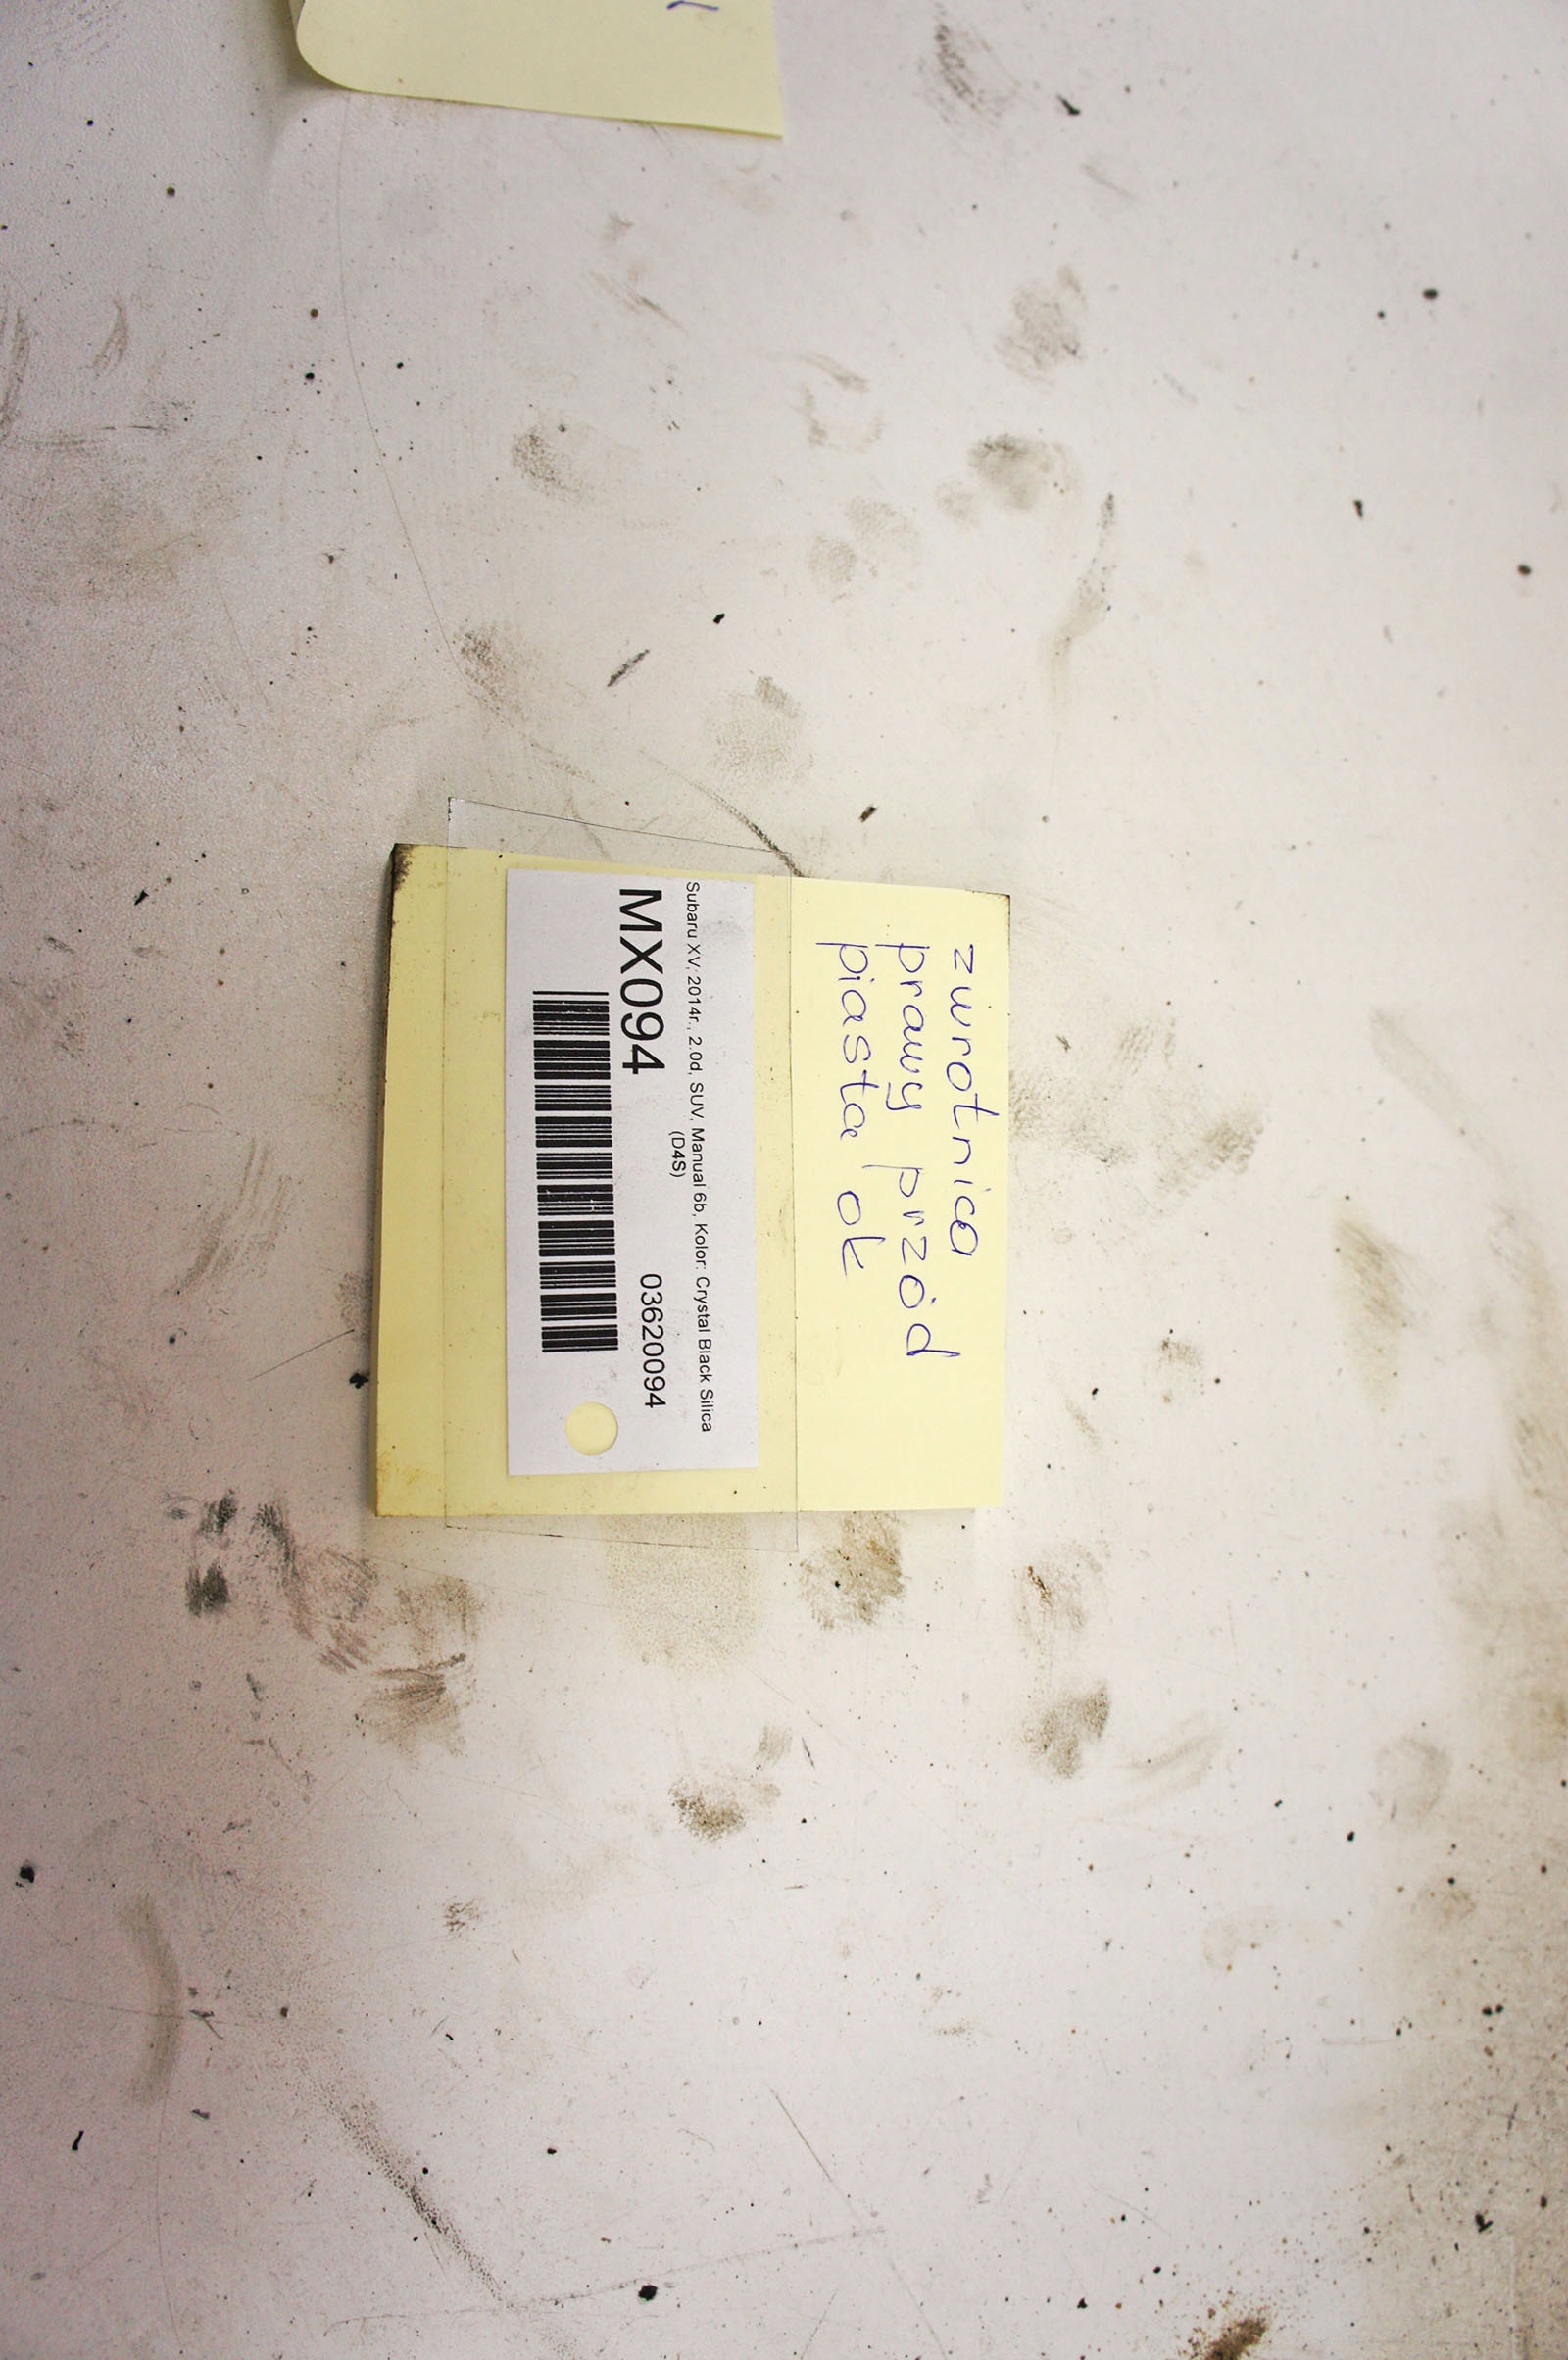 zwrotnica
prawy przód
piasta ok
Subaru XV, 2014r., 2.0d, SUV, Manual 6b, Kolor: Crystal Black Silica
(D4S)
MX094 03620094